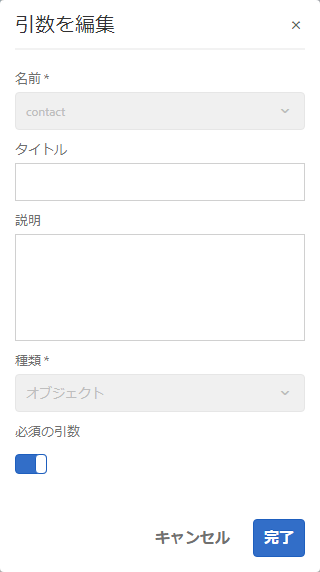 引数を編集
名前 *
contact
タイトル
説明
種類 *
オブジェクト
必須の引数
キャンセル 完了